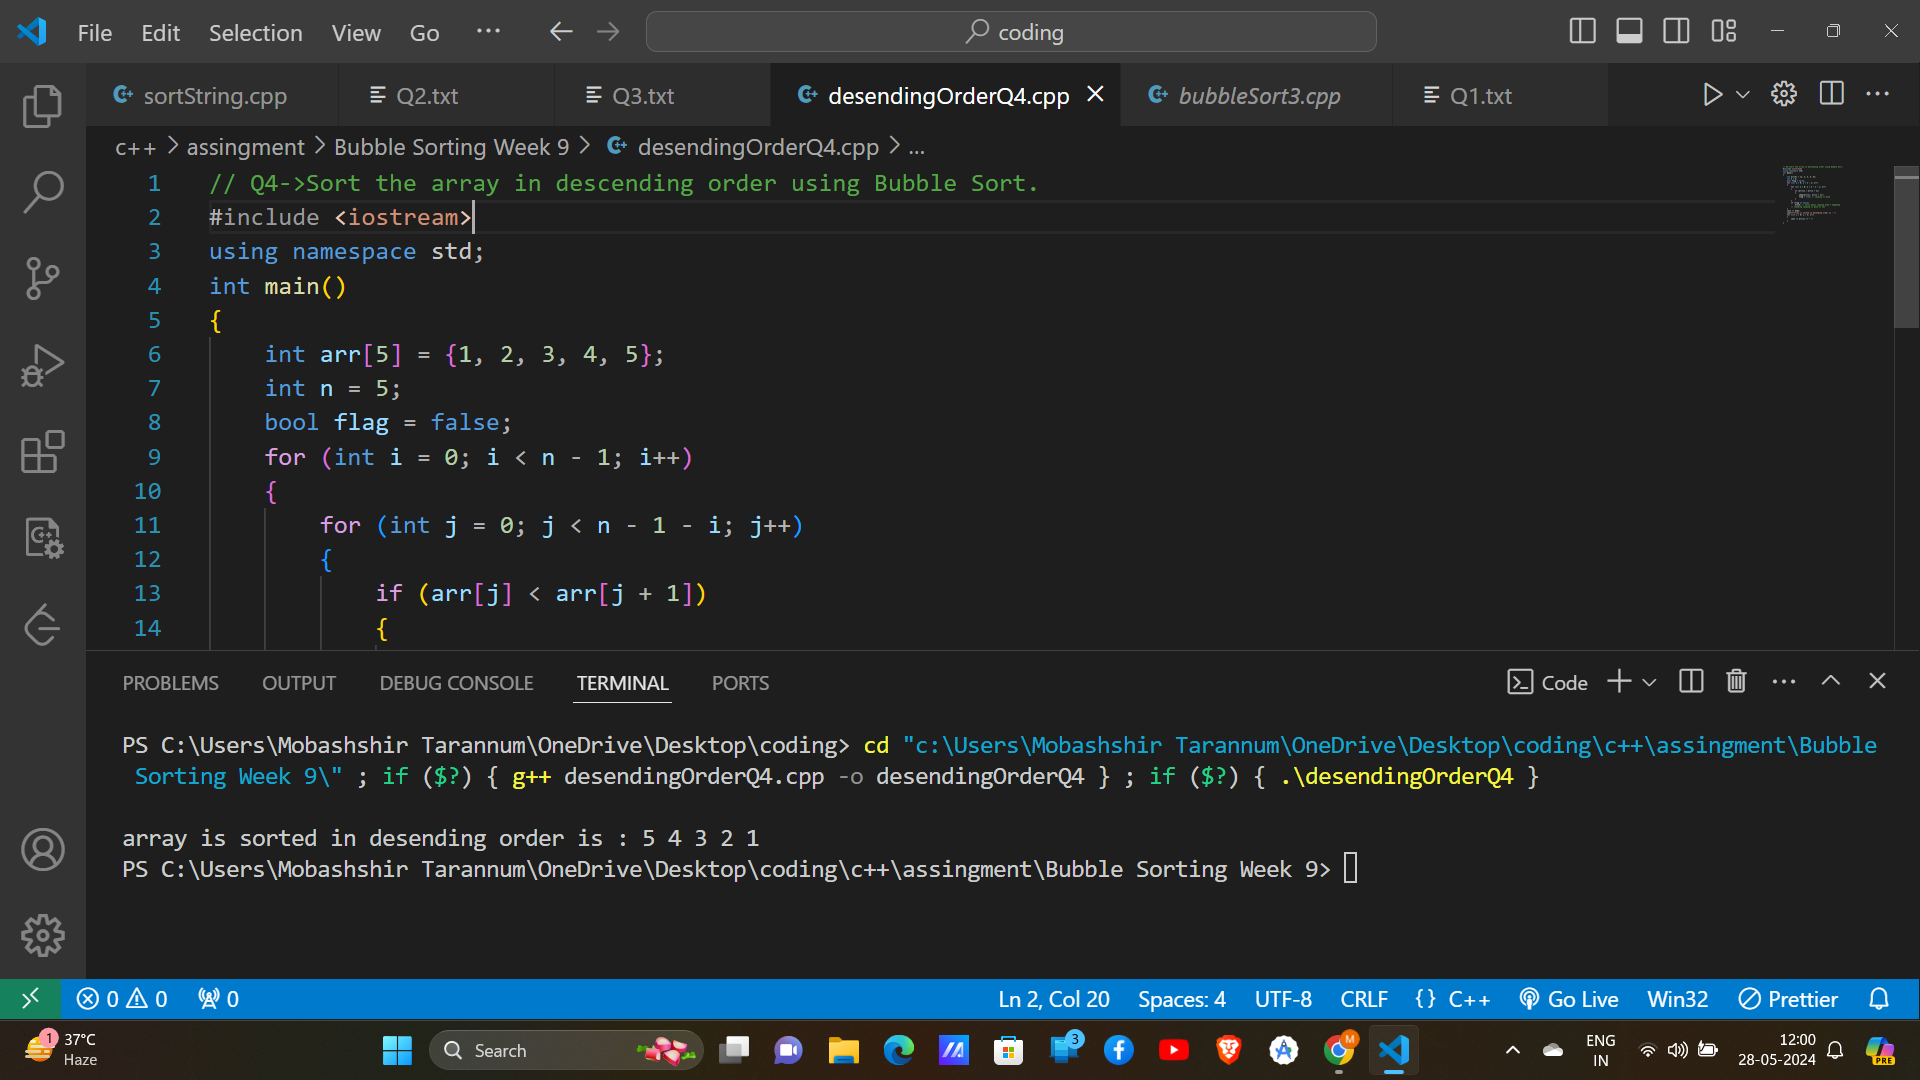 File Edit Selection View Go ··· coding
sortString.cpp Q2.txt Q3.txt desendingOrderQ4.cpp bubbleSort3.cpp Q1.txt
c++ > assingment > Bubble Sorting Week 9 > desendingOrderQ4.cpp > ...
1 // Q4->Sort the array in descending order using Bubble Sort.
2 #include <iostream>
3 using namespace std;
4 int main()
5 {
6 int arr[5] = {1, 2, 3, 4, 5};
7 int n = 5;
8 bool flag = false;
9 for (int i = 0; i < n - 1; i++)
10 {
11 for (int j = 0; j < n - 1 - i; j++)
12 {
13 if (arr[j] < arr[j + 1])
14 {
PROBLEMS OUTPUT DEBUG CONSOLE TERMINAL PORTS Code
PS C:\Users\Mobashshir Tarannum\OneDrive\Desktop\coding> cd "c:\Users\Mobashshir Tarannum\OneDrive\Desktop\coding\c++\assingment\Bubble
Sorting Week 9\" ; if ($?) { g++ desendingOrderQ4.cpp -o desendingOrderQ4 } ; if ($?) { .\desendingOrderQ4 }
array is sorted in desending order is : 5 4 3 2 1
PS C:\Users\Mobashshir Tarannum\OneDrive\Desktop\coding\c++\assingment\Bubble Sorting Week 9>
0 0 0 Ln 2, Col 20 Spaces: 4 UTF-8 CRLF {} C++ Go Live Win32 Prettier
1 37°C
Haze
Search
3
M
ENG
IN
12:00
28-05-2024
PRE